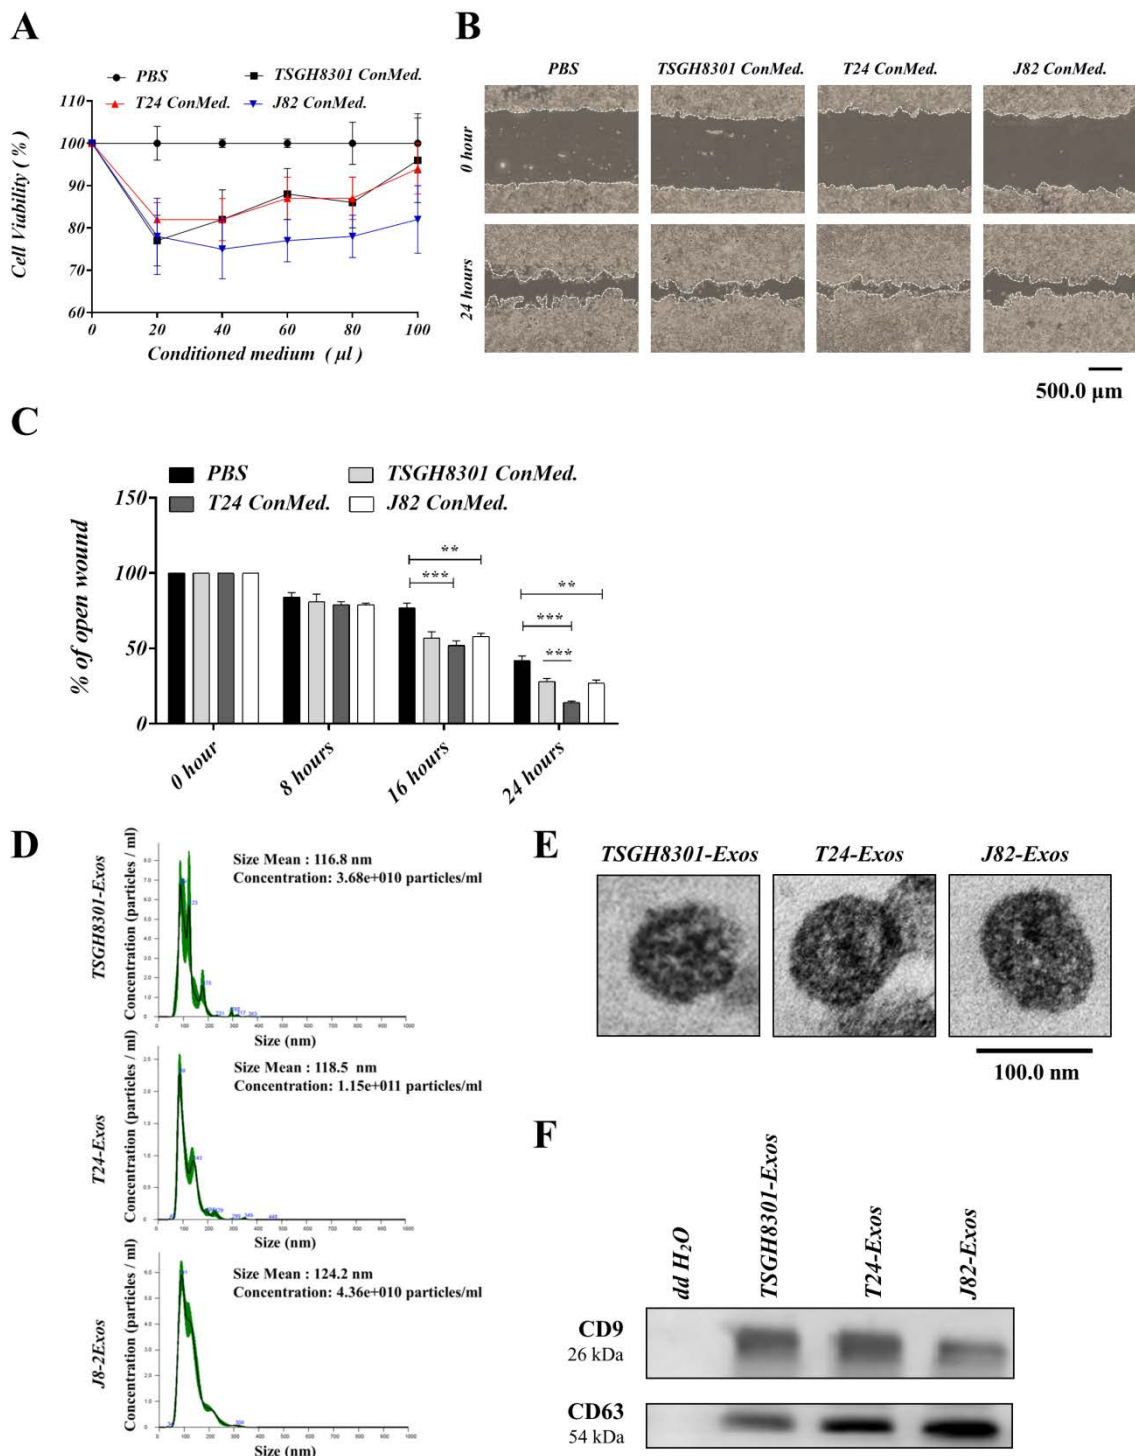 A
PBS
TSGH8301 ConMed.
T24 ConMed.
J82 ConMed.
Cell Viability ( % )
110
100
90
80
70
60
0
20
40
60
80
100
Conditioned medium ( µl )
B
PBS
TSGH8301 ConMed.
T24 ConMed.
J82 ConMed.
0 hour
24 hours
500.0 µm
C
PBS
TSGH8301 ConMed.
T24 ConMed.
J82 ConMed.
% of open wound
150
100
50
0
**
***
**
***
***
0 hour
8 hours
16 hours
24 hours
D
TSGH8301-Exos
Concentration (particles / ml)
Size Mean : 116.8 nm
Concentration: 3.68e+010 particles/ml
Size (nm)
T24-Exos
Concentration (particles / ml)
Size Mean : 118.5 nm
Concentration: 1.15e+011 particles/ml
Size (nm)
J8-2Exos
Concentration (particles / ml)
Size Mean : 124.2 nm
Concentration: 4.36e+010 particles/ml
Size (nm)
E
TSGH8301-Exos
T24-Exos
J82-Exos
100.0 nm
F
dd H₂O
TSGH8301-Exos
T24-Exos
J82-Exos
CD9
26 kDa
CD63
54 kDa